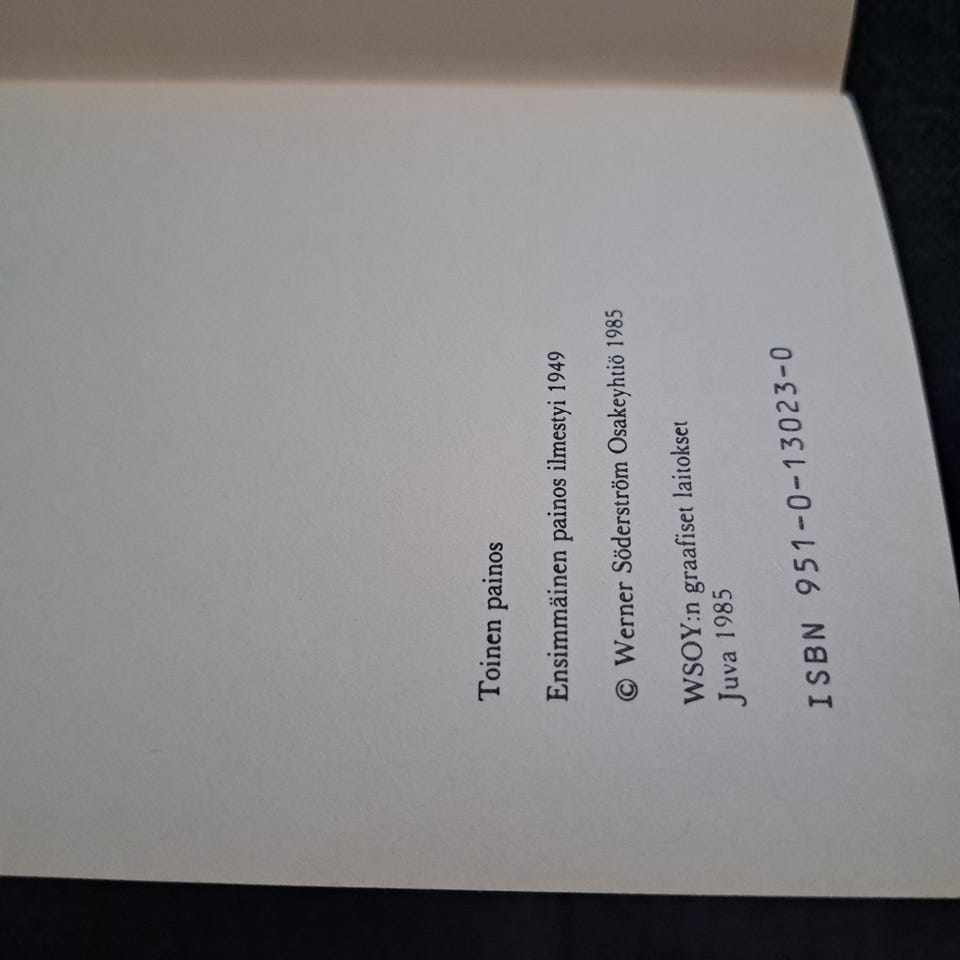 Toinen painos
Ensimmäinen painos ilmestyi 1949
© Werner Söderström Osakeyhtiö 1985
WSOY:n graafiset laitokset
Juva 1985
ISBN 951-0-13023-0